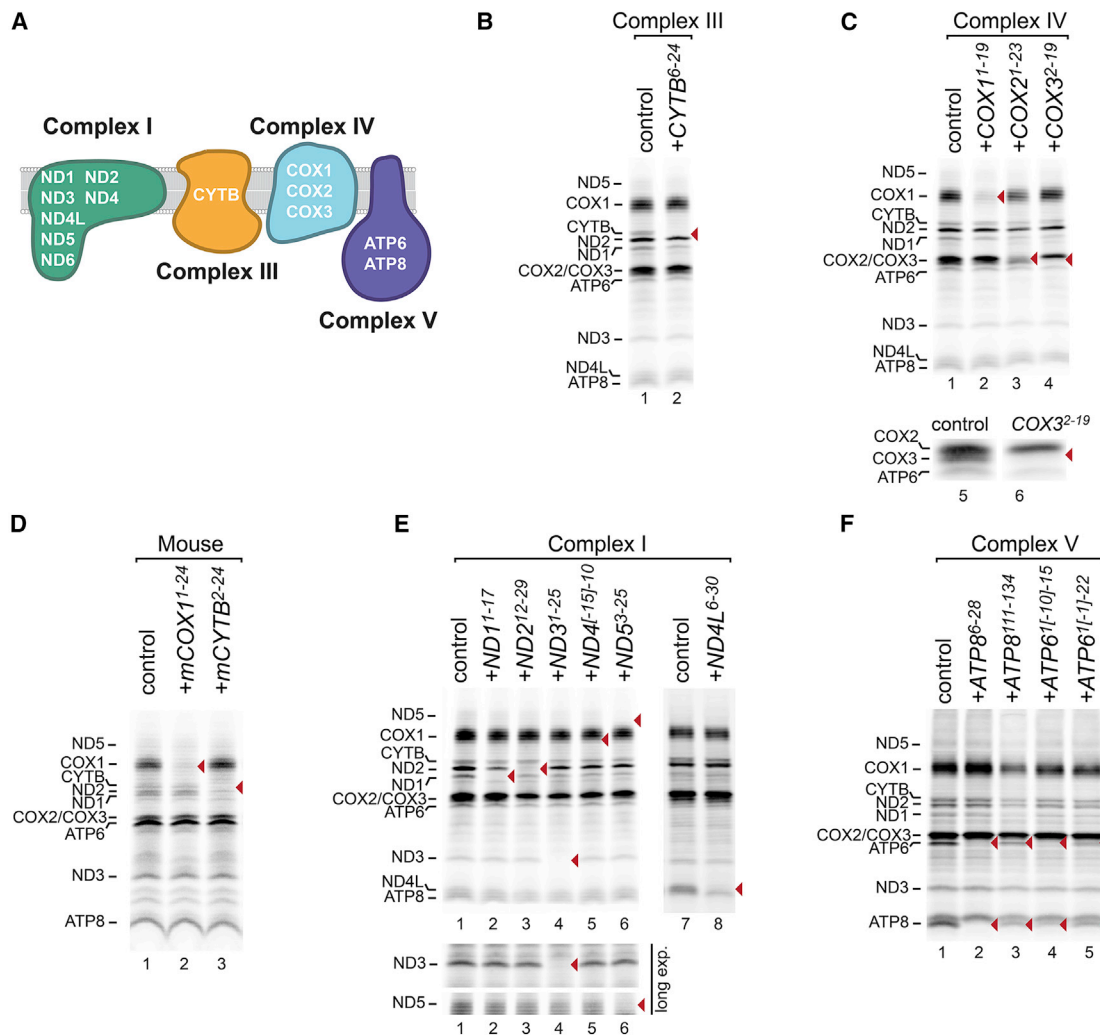 A
Complex I
ND1 ND2
ND3 ND4
ND4L
ND5
ND6
CYTB
Complex III
Complex IV
COX1
COX2
COX3
ATP6
ATP8
Complex V
B
Complex III
control
+CYTB6-24
ND5
COX1
CYTB
ND2
ND1
COX2/COX3
ATP6
ND3
ND4L
ATP8
1 2
C
Complex IV
control
+COX11-19
+COX21-23
+COX32-19
ND5
COX1
CYTB
ND2
ND1
COX2/COX3
ATP6
ND3
ND4L
ATP8
1 2 3 4
control COX32-19
COX2
COX3
ATP6
5 6
D
Mouse
control
+mCOX11-24
+mCYTB2-24
ND5
COX1
CYTB
ND2
ND1
COX2/COX3
ATP6
ND3
ATP8
1 2 3
E
Complex I
control
+ND11-17
+ND212-29
+ND31-25
+ND4[-15]-10
+ND53-25
+ND4L6-30
ND5
COX1
CYTB
ND2
ND1
COX2/COX3
ATP6
ND3
ND4L
ATP8
1 2 3 4 5 6 7 8
ND3
ND5
long exp.
1 2 3 4 5 6
F
Complex V
control
+ATP86-28
+ATP8111-134
+ATP61[-10]-15
+ATP61[-1]-22
ND5
COX1
CYTB
ND2
ND1
COX2/COX3
ATP6
ND3
ATP8
1 2 3 4 5